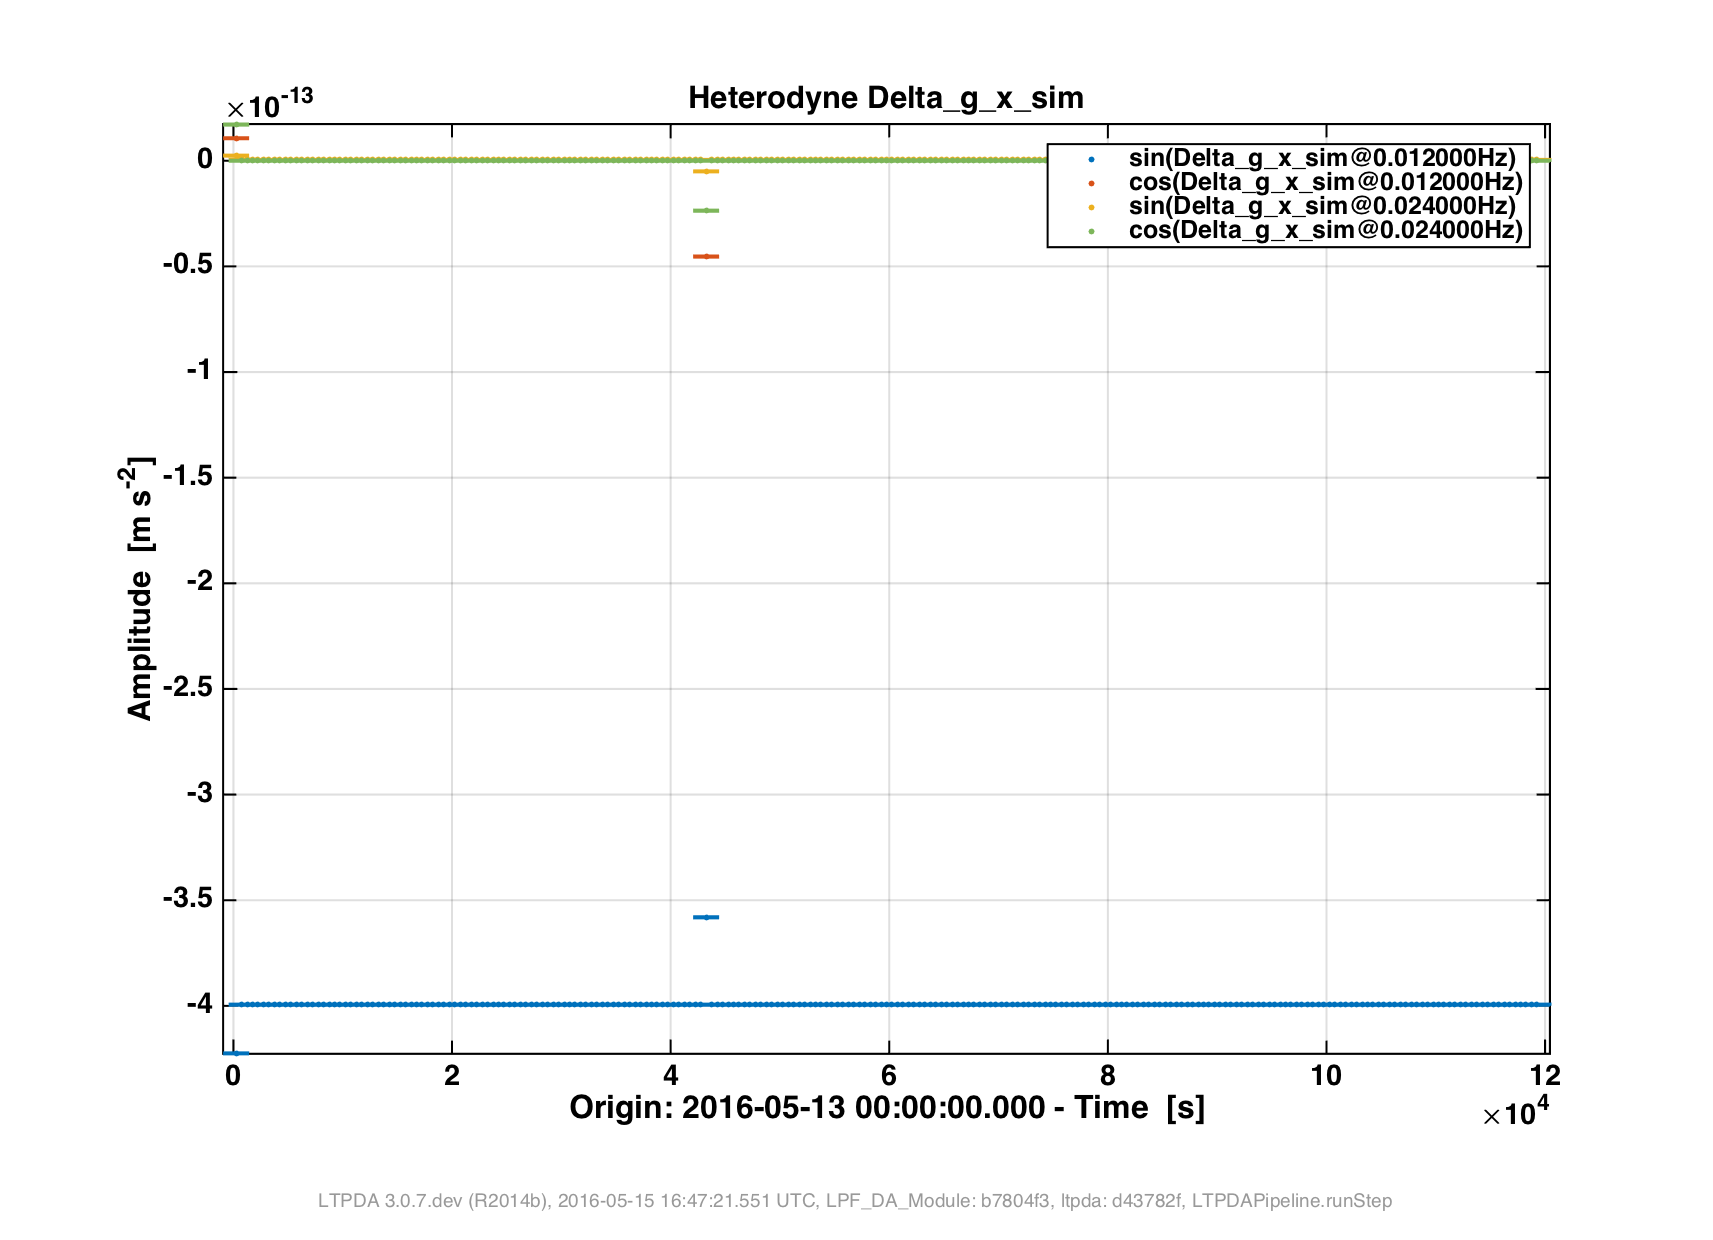 Heterodyne Delta_g_x_sim
×10-13
0
-0.5
-1
-1.5
-2
-2.5
-3
-3.5
-4
Amplitude [m s-2]
sin(Delta_g_x_sim@0.012000Hz)
cos(Delta_g_x_sim@0.012000Hz)
sin(Delta_g_x_sim@0.024000Hz)
cos(Delta_g_x_sim@0.024000Hz)
0 2 4 6 8 10 12
Origin: 2016-05-13 00:00:00.000 - Time [s]
×104
LTPDA 3.0.7.dev (R2014b), 2016-05-15 16:47:21.551 UTC, LPF_DA_Module: b7804f3, ltpda: d43782f, LTPDAPipeline.runStep